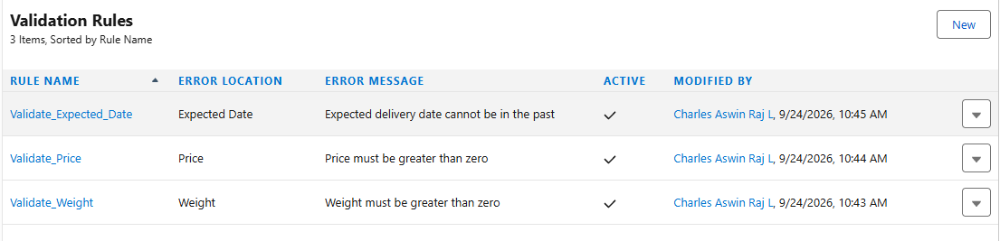 Validation Rules
3 Items, Sorted by Rule Name
New
RULE NAME ERROR LOCATION ERROR MESSAGE ACTIVE MODIFIED BY
Validate_Expected_Date Expected Date Expected delivery date cannot be in the past Charles Aswin Raj L, 9/24/2026, 10:45 AM
Validate_Price Price Price must be greater than zero Charles Aswin Raj L, 9/24/2026, 10:44 AM
Validate_Weight Weight Weight must be greater than zero Charles Aswin Raj L, 9/24/2026, 10:43 AM